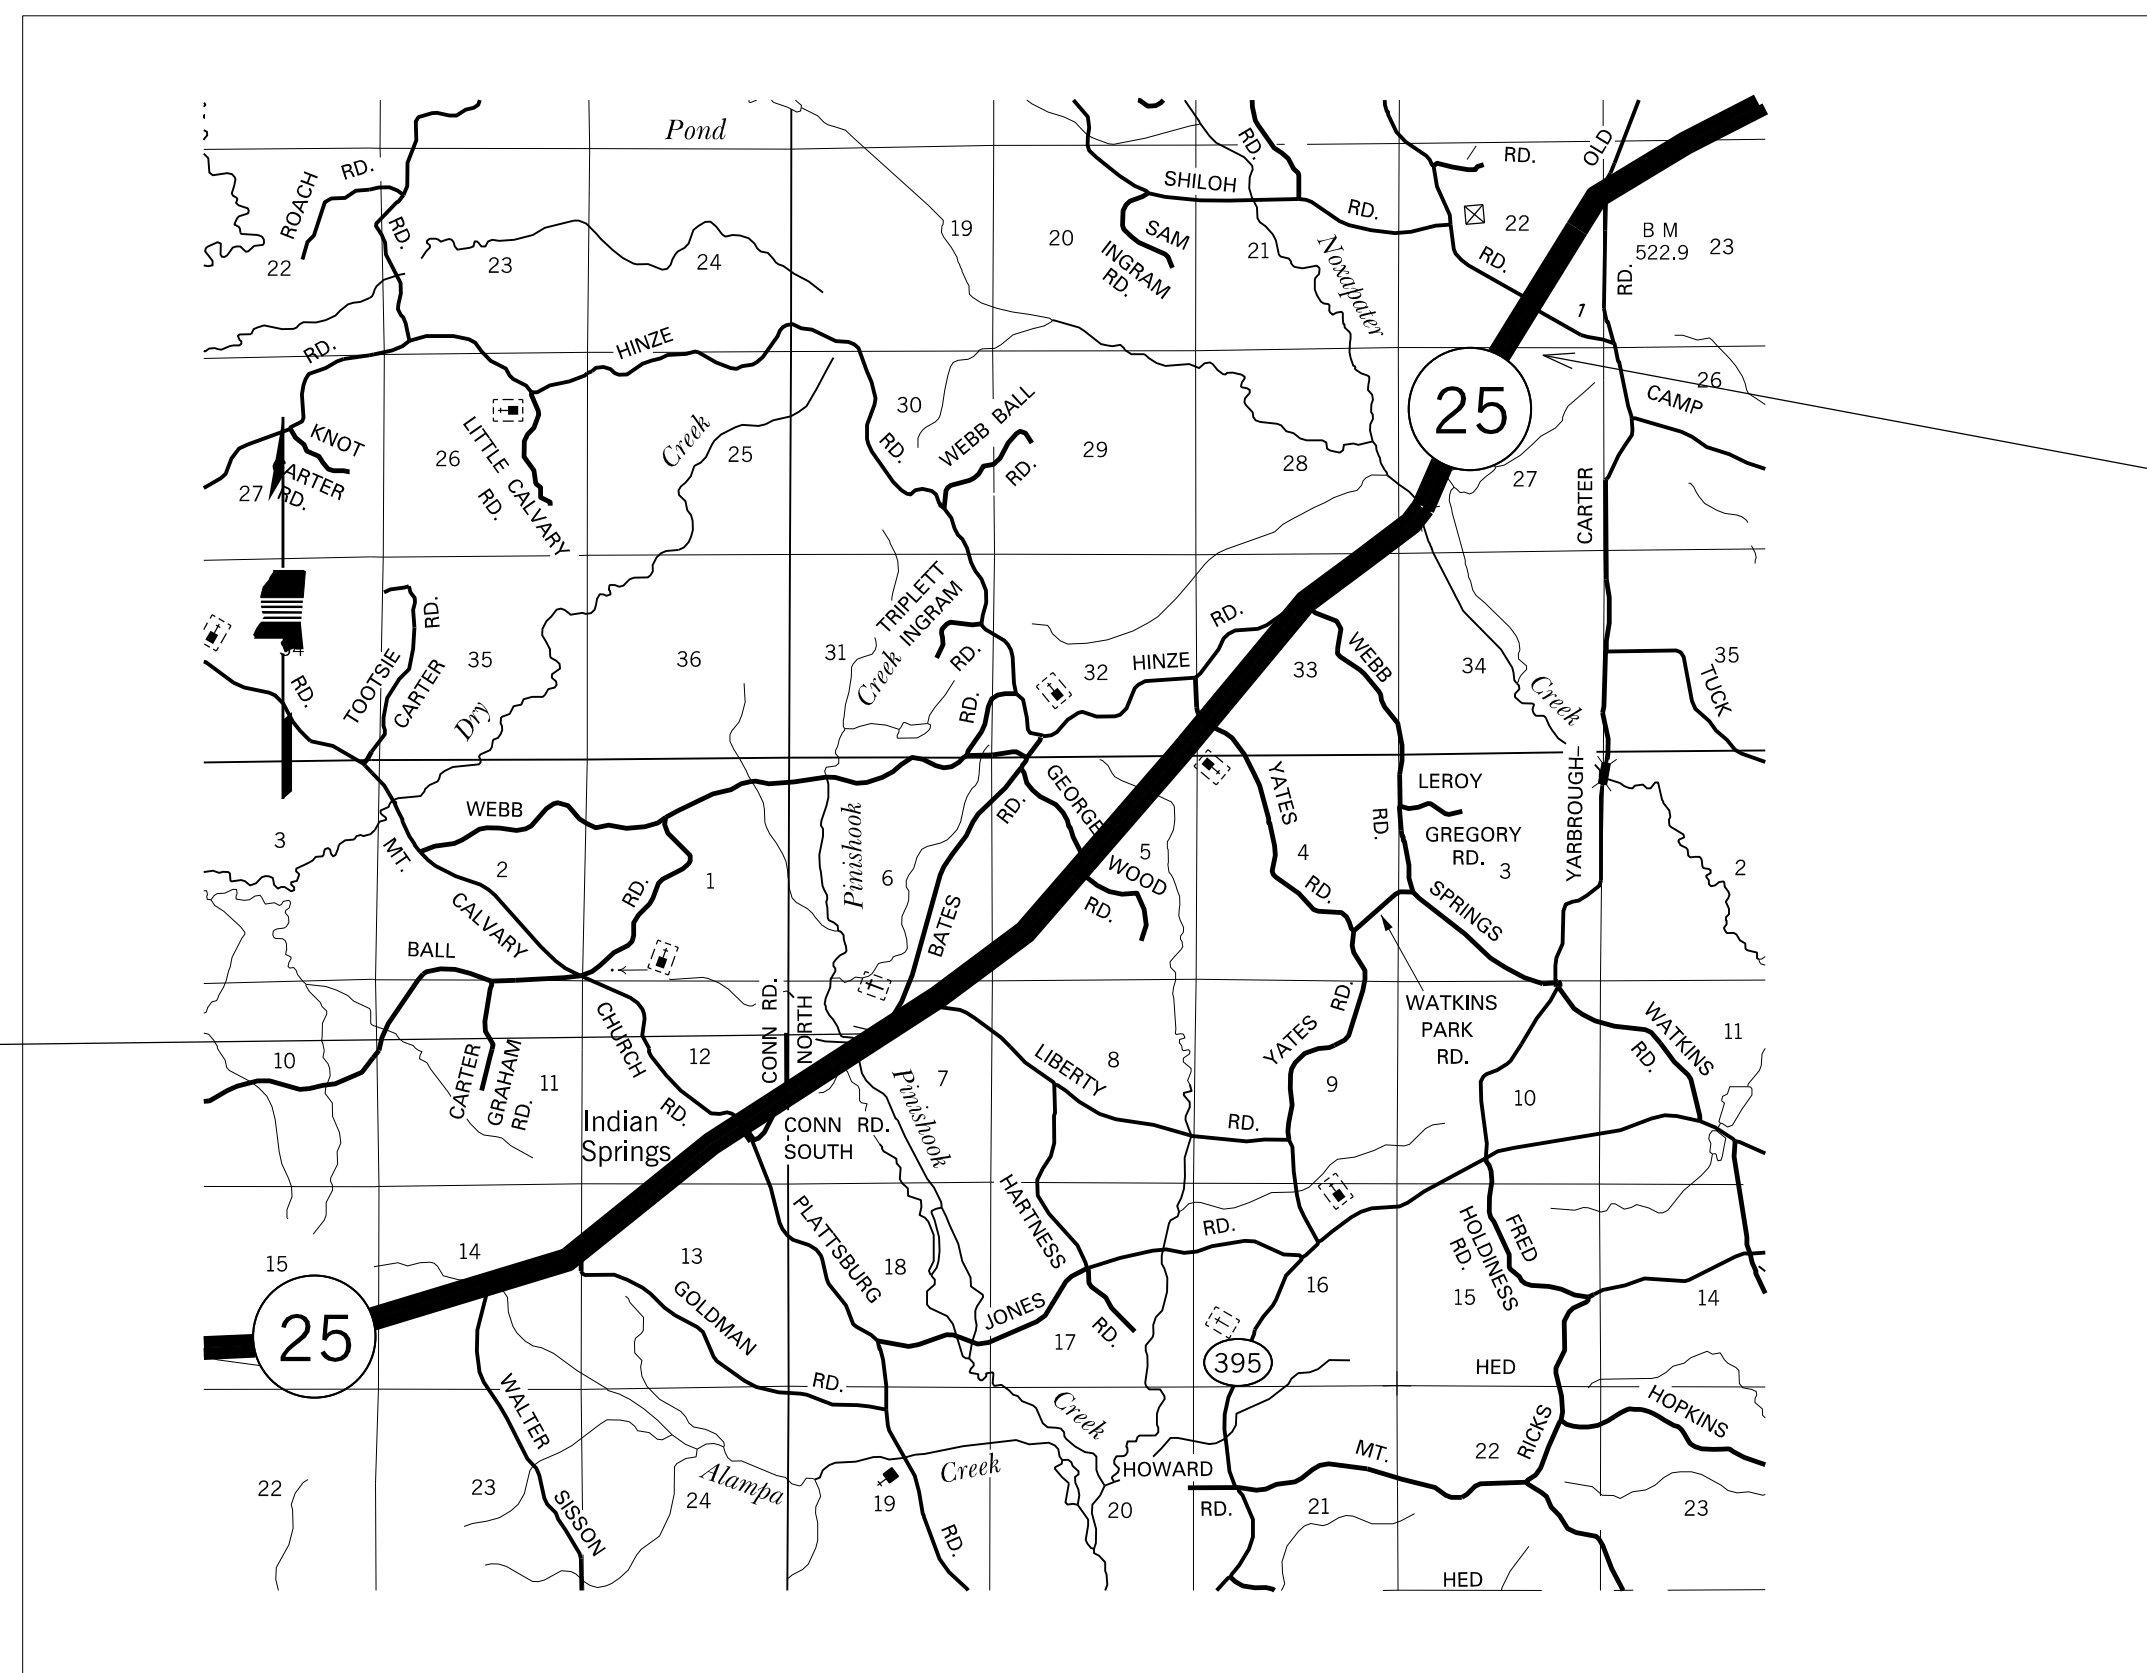 Pond
RD.
OLD
RD.
RD.
ROACH
SHILOH
RD.
RD.
19
20
SAM
21
22
B M
522.9
23
22
23
24
INGRAM
RD.
Noxapater
RD.
RD.
1
RD.
HINZE
25
26
CAMP
KNOT
CARTER
RD.
27
26
LITTLE CALVARY
RD.
Creek
25
30
RD.
WEBB BALL
RD.
29
28
27
CARTER
TRIPLETT
INGRAM
RD.
RD.
RD.
34
RD.
TOOTSIE
CARTER
35
36
31
Creek
32
HINZE
33
WEBB
34
Creek
35
TUCK
Dry
RD.
3
WEBB
MT.
2
1
RD.
CALVARY
BALL
Pinishook
6
BATES
RD.
GEORGE
WOOD
RD.
5
YATES
4
RD.
RD.
LEROY
GREGORY
RD.
3
SPRINGS
YARBROUGH
2
10
CARTER
GRAHAM
RD.
11
CHURCH
RD.
12
CONN RD.
NORTH
Indian
Springs
CONN RD.
SOUTH
Pinishook
7
LIBERTY
8
RD.
YATES
RD.
9
WATKINS
PARK
RD.
10
WATKINS
RD.
11
15
14
13
PLATTSBURG
18
HARTNESS
RD.
RD.
16
HOLDINESS
RD.
FRED
15
14
25
GOLDMAN
RD.
JONES
17
395
HED
HOPKINS
WALTER
SISSON
22
23
24
Alampa
Creek
19
RD.
Creek
HOWARD
RD.
20
21
MT.
22
RICKS
23
HED